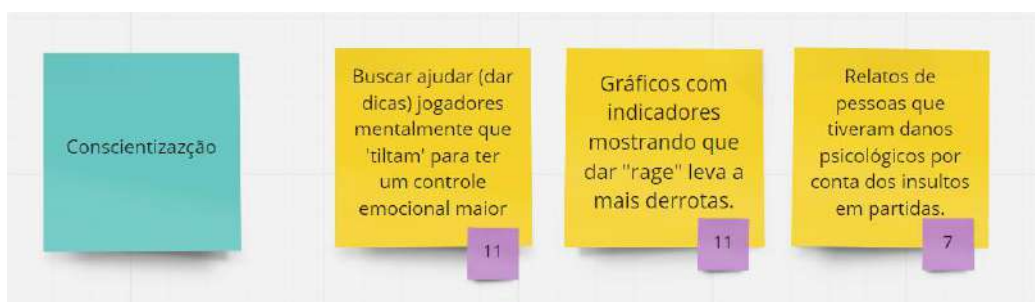 Conscientizazção
Buscar ajudar (dar
dicas) jogadores
mentalmente que
'tiltam' para ter
um controle
emocional maior
11
Gráficos com
indicadores
mostrando que
dar "rage" leva a
mais derrotas.
11
Relatos de
pessoas que
tiveram danos
psicológicos por
conta dos insultos
em partidas.
7